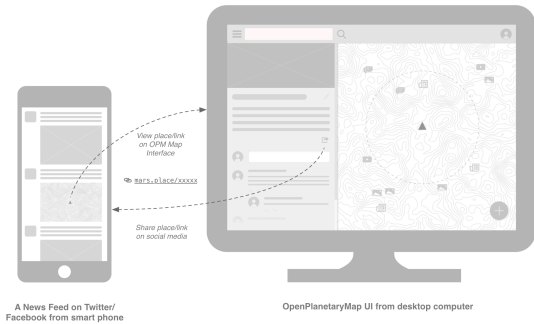 View place/link
on OPM Map
Interface
mars.place/xxxxx
Share place/link
on social media
A News Feed on Twitter/
Facebook from smart phone
OpenPlanetaryMap UI from desktop computer